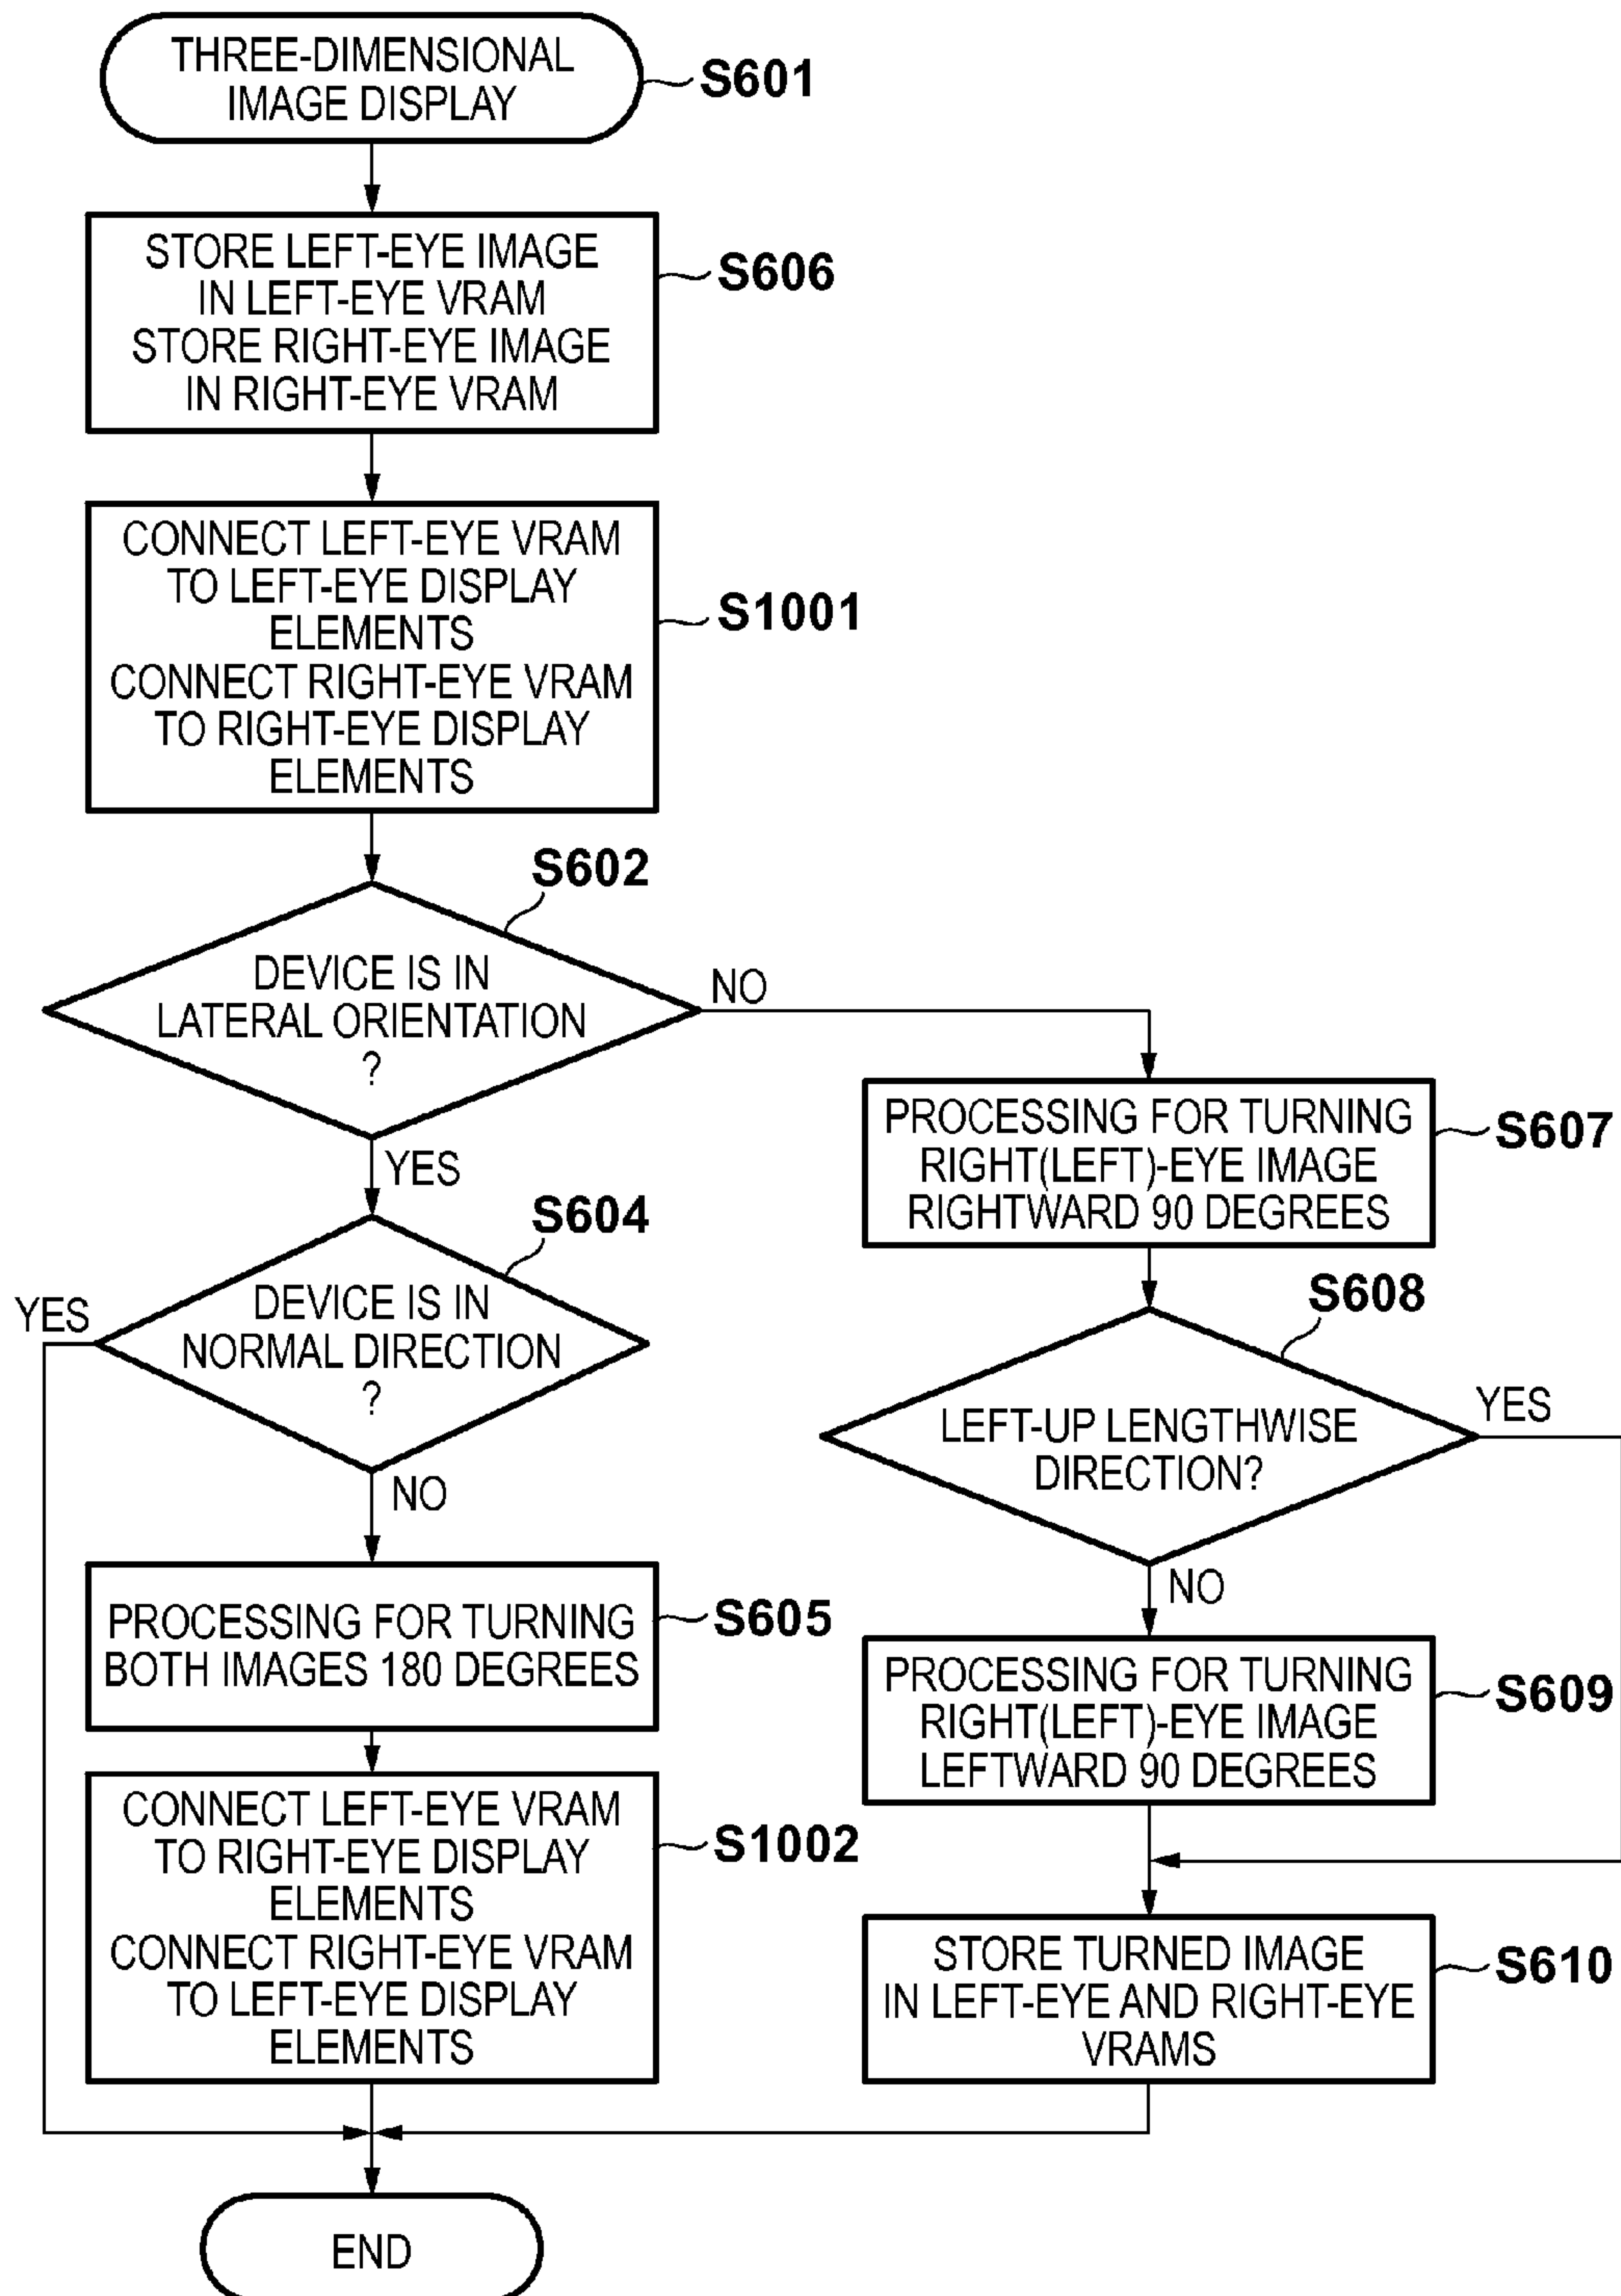 THREE-DIMENSIONAL
IMAGE DISPLAY
S601
STORE LEFT-EYE IMAGE
IN LEFT-EYE VRAM
STORE RIGHT-EYE IMAGE
IN RIGHT-EYE VRAM
S606
CONNECT LEFT-EYE VRAM
TO LEFT-EYE DISPLAY
ELEMENTS
CONNECT RIGHT-EYE VRAM
TO RIGHT-EYE DISPLAY
ELEMENTS
S1001
S602
DEVICE IS IN
LATERAL ORIENTATION
?
NO
YES
S604
DEVICE IS IN
NORMAL DIRECTION
?
YES
NO
PROCESSING FOR TURNING
BOTH IMAGES 180 DEGREES
S605
CONNECT LEFT-EYE VRAM
TO RIGHT-EYE DISPLAY
ELEMENTS
CONNECT RIGHT-EYE VRAM
TO LEFT-EYE DISPLAY
ELEMENTS
S1002
PROCESSING FOR TURNING
RIGHT(LEFT)-EYE IMAGE
RIGHTWARD 90 DEGREES
S607
S608
LEFT-UP LENGTHWISE
DIRECTION?
YES
NO
PROCESSING FOR TURNING
RIGHT(LEFT)-EYE IMAGE
LEFTWARD 90 DEGREES
S609
STORE TURNED IMAGE
IN LEFT-EYE AND RIGHT-EYE
VRAMS
S610
END